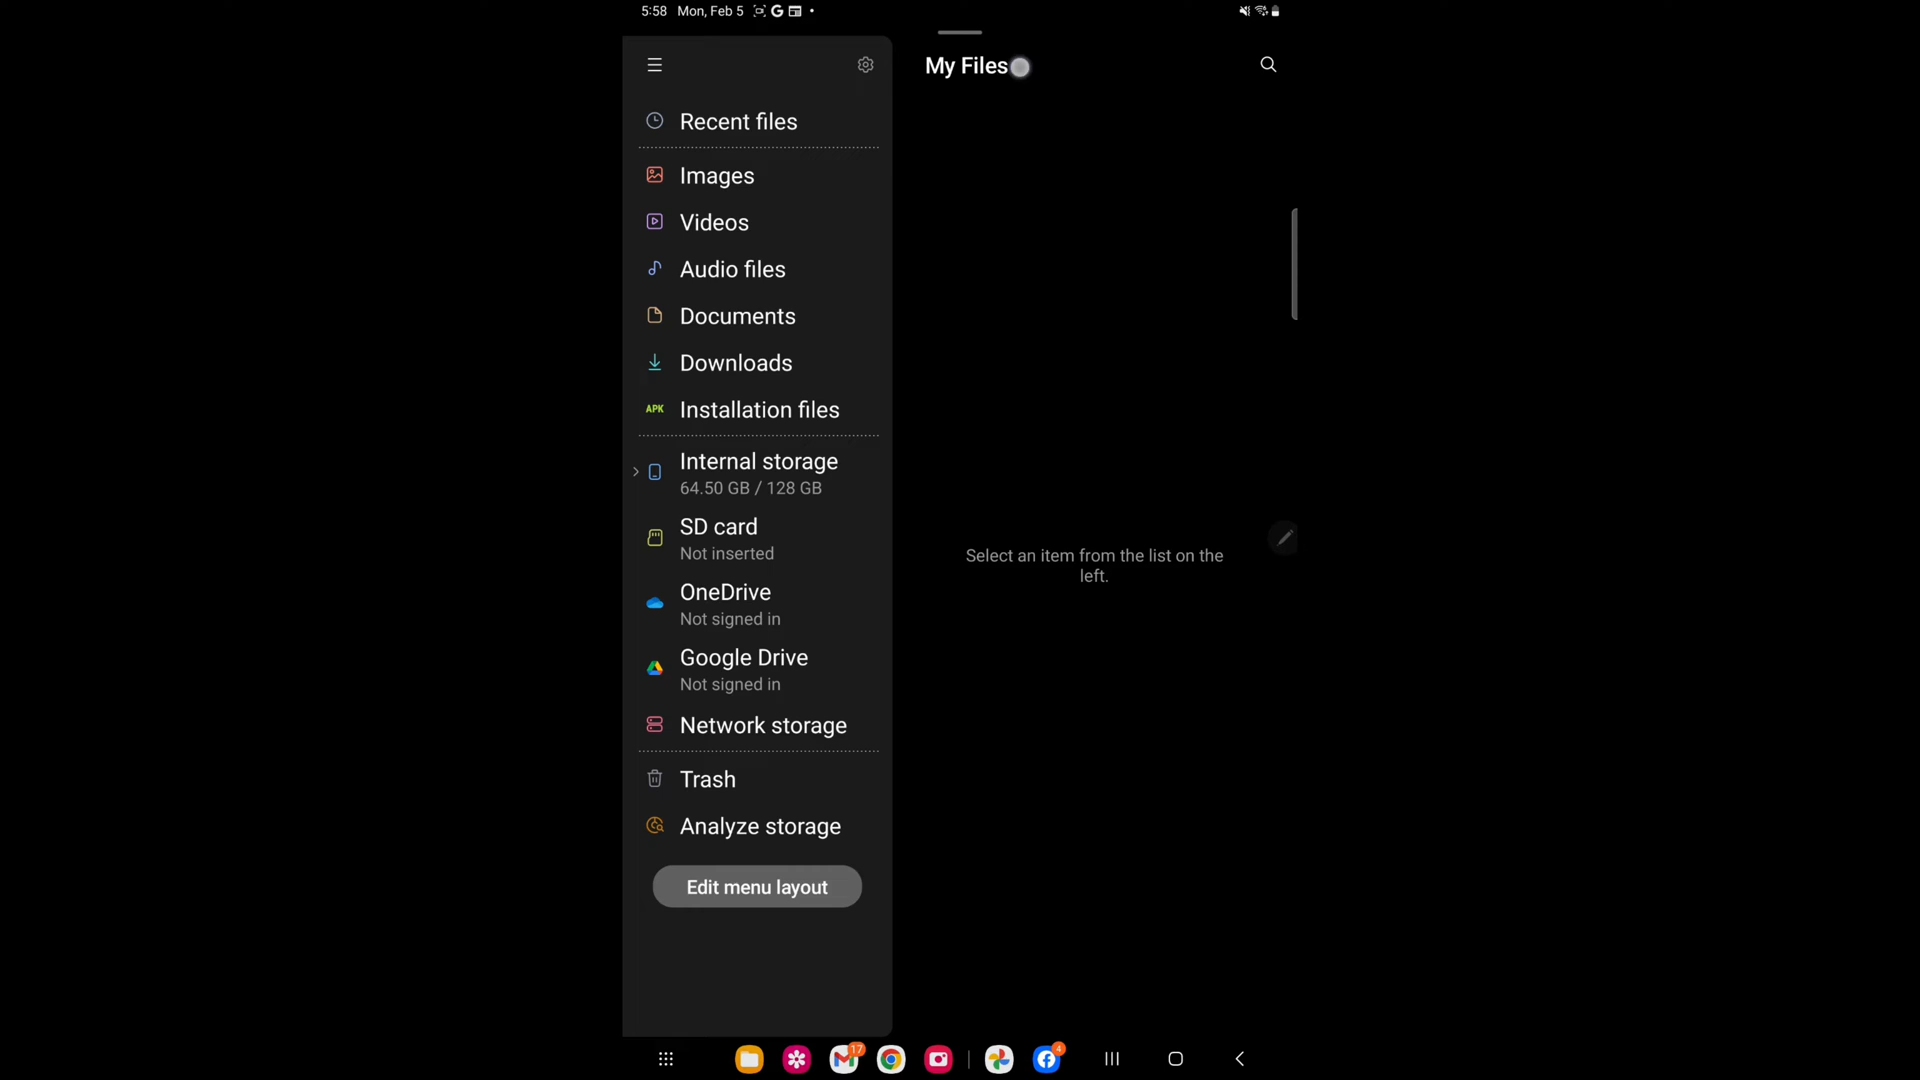 5:58 Mon, Feb 5 G
My Files
Recent files
Images
Videos
Audio files
Documents
Downloads
APK Installation files
Internal storage
64.50 GB / 128 GB
SD card
Not inserted
OneDrive
Not signed in
Google Drive
Not signed in
Network storage
Trash
Analyze storage
Edit menu layout
Select an item from the list on the
left.
17
4